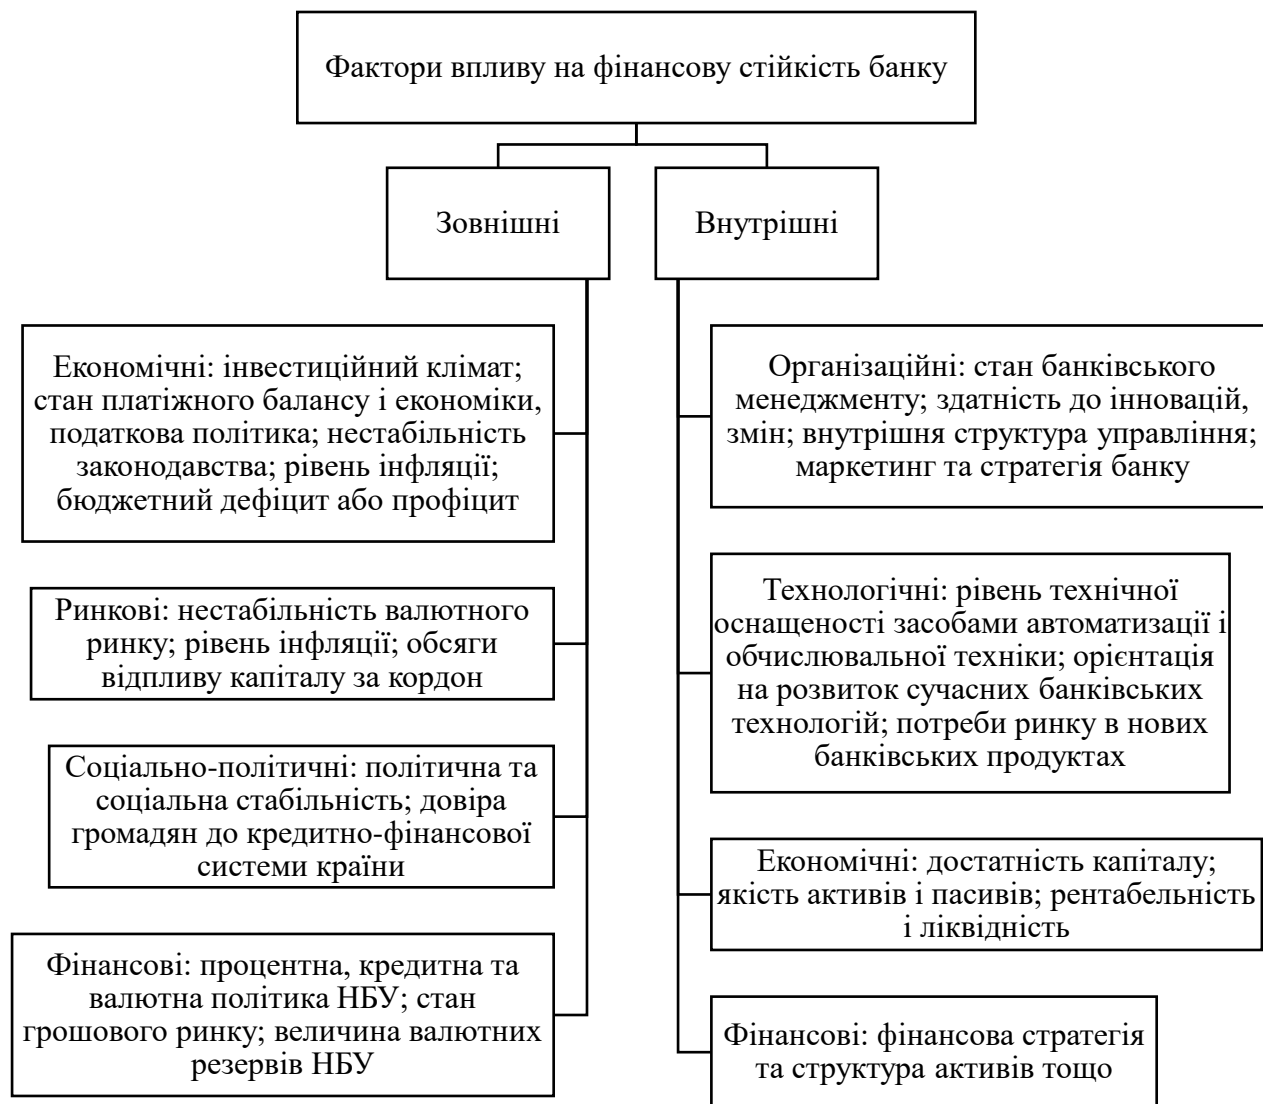 Фактори впливу на фінансову стійкість банку
Зовнішні
Внутрішні
Економічні: інвестиційний клімат;
стан платіжного балансу і економіки,
податкова політика; нестабільність
законодавства; рівень інфляції;
бюджетний дефіцит або профіцит
Ринкові: нестабільність валютного
ринку; рівень інфляції; обсяги
відпливу капіталу за кордон
Соціально-політичні: політична та
соціальна стабільність; довіра
громадян до кредитно-фінансової
системи країни
Фінансові: процентна, кредитна та
валютна політика НБУ; стан
грошового ринку; величина валютних
резервів НБУ
Організаційні: стан банківського
менеджменту; здатність до інновацій,
змін; внутрішня структура управління;
маркетинг та стратегія банку
Технологічні: рівень технічної
оснащеності засобами автоматизації і
обчислювальної техніки; орієнтація
на розвиток сучасних банківських
технологій; потреби ринку в нових
банківських продуктах
Економічні: достатність капіталу;
якість активів і пасивів; рентабельність
і ліквідність
Фінансові: фінансова стратегія
та структура активів тощо